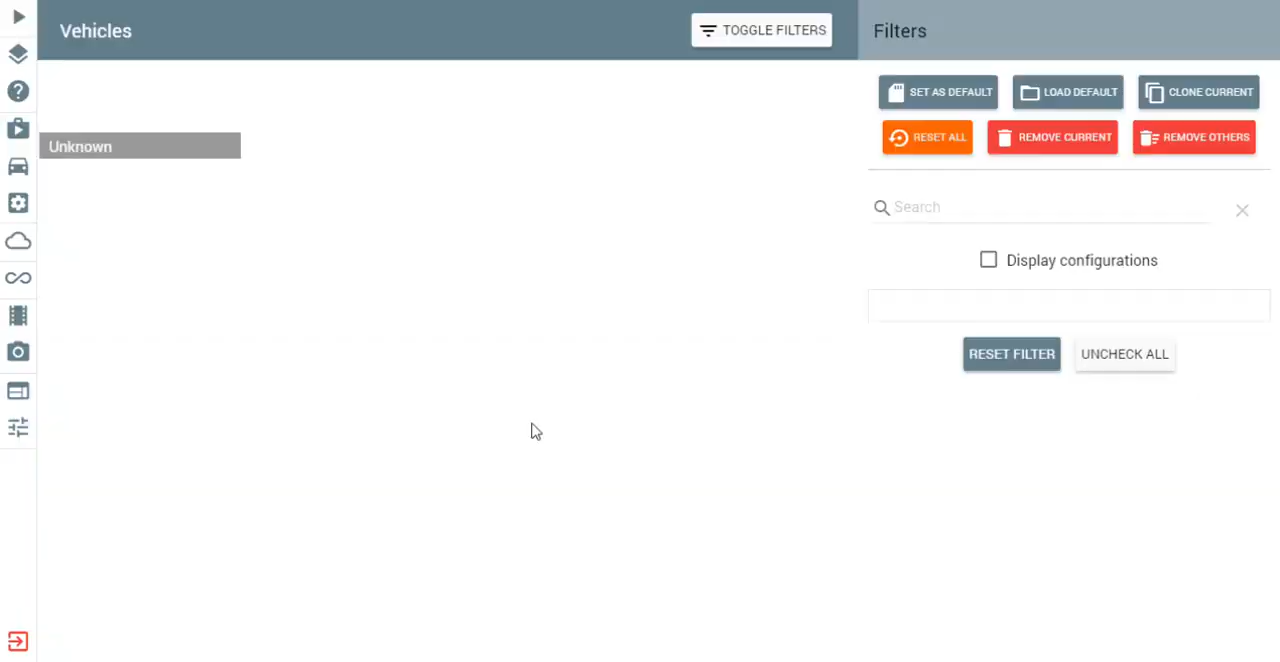 Vehicles
TOGGLE FILTERS
Filters
SET AS DEFAULT
LOAD DEFAULT
CLONE CURRENT
RESET ALL
REMOVE CURRENT
REMOVE OTHERS
Unknown
Search
Display configurations
RESET FILTER
UNCHECK ALL